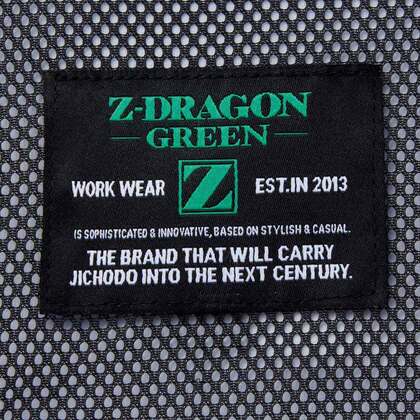 Z-DRAGON
GREEN
WORK WEAR Z EST.IN 2013
IS SOPHISTICATED & INNOVATIVE, BASED ON STYLISH & CASUAL.
THE BRAND THAT WILL CARRY
JICHODO INTO THE NEXT CENTURY.